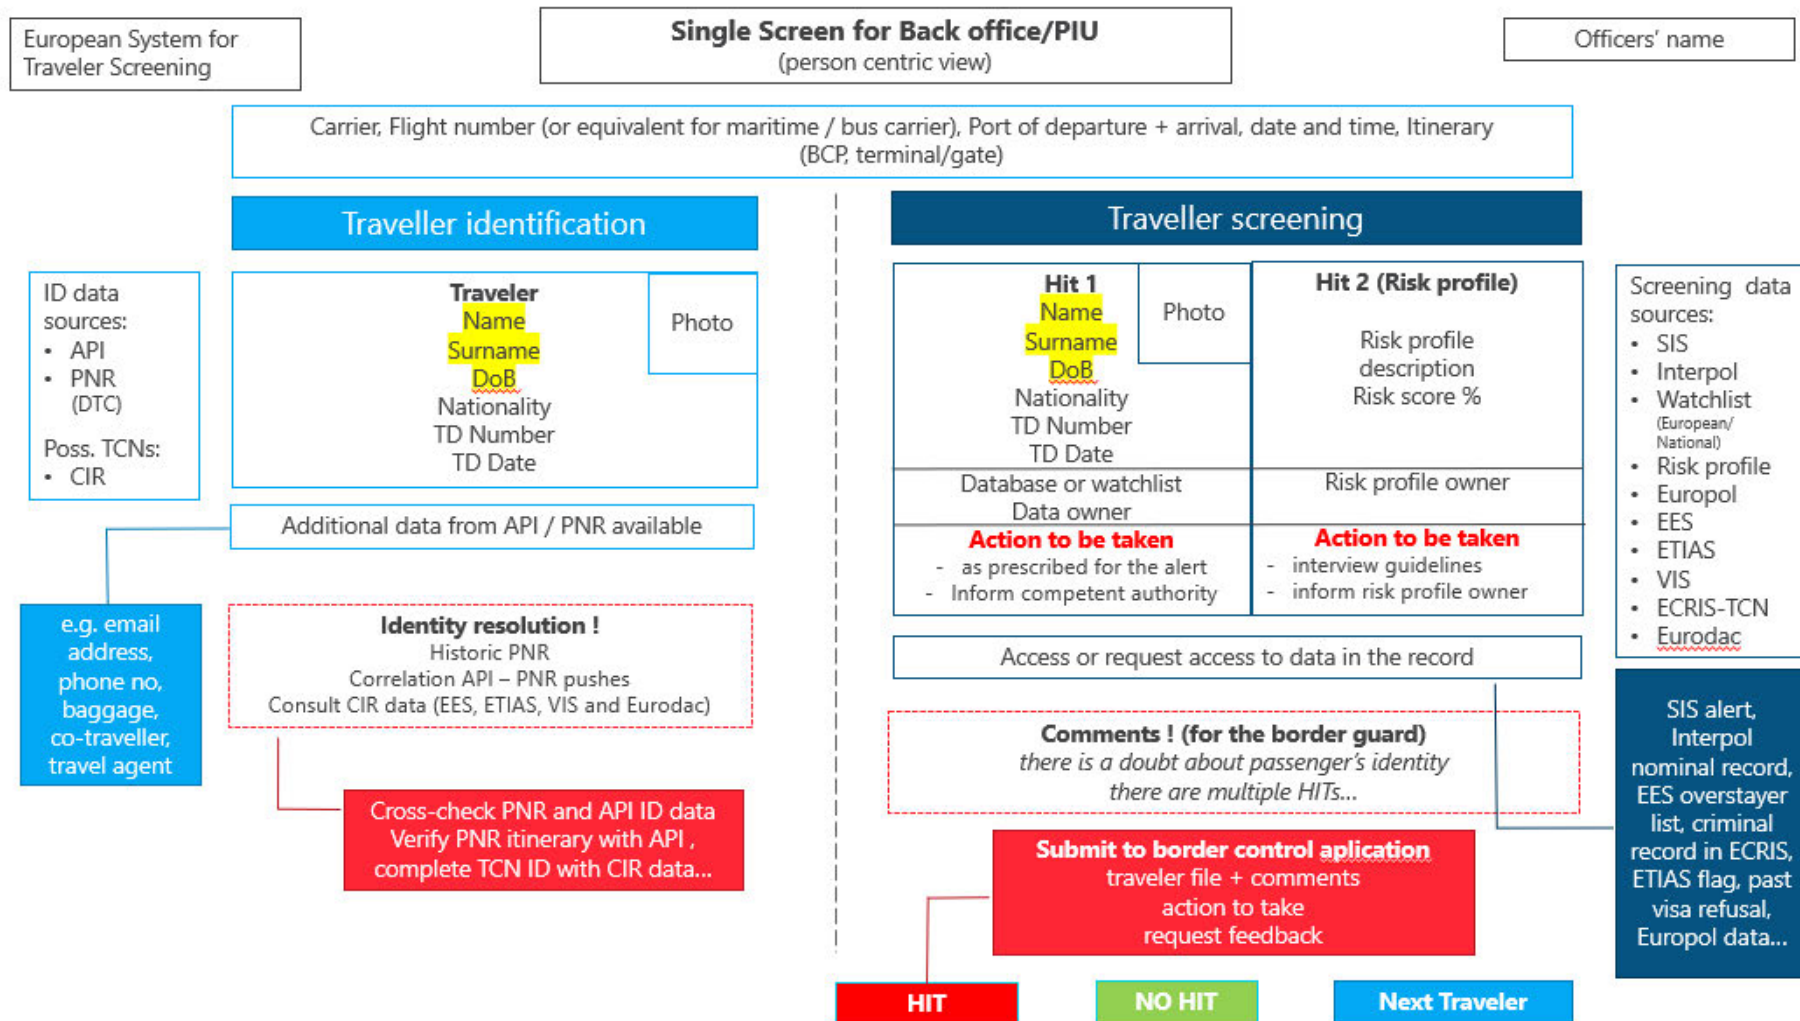 European System for
Traveler Screening
Single Screen for Back office/PIU
(person centric view)
Officers' name
Carrier, Flight number (or equivalent for maritime / bus carrier), Port of departure + arrival, date and time, Itinerary
(BCP, terminal/gate)
Traveller identification
ID data
sources:
• API
• PNR
(DTC)
Poss. TCNs:
• CIR
Traveler
Name
Surname
DoB
Nationality
TD Number
TD Date
Photo
Additional data from API / PNR available
e.g. email
address,
phone no,
baggage,
co-traveller,
travel agent
Identity resolution !
Historic PNR
Correlation API – PNR pushes
Consult CIR data (EES, ETIAS, VIS and Eurodac)
Cross-check PNR and API ID data
Verify PNR itinerary with API ,
complete TCN ID with CIR data...
Traveller screening
Hit 1
Name
Surname
DoB
Nationality
TD Number
TD Date
Photo
Database or watchlist
Data owner
Action to be taken
- as prescribed for the alert
- Inform competent authority
Hit 2 (Risk profile)
Risk profile
description
Risk score %
Risk profile owner
Action to be taken
- interview guidelines
- inform risk profile owner
Screening data
sources:
• SIS
• Interpol
• Watchlist
(European/
National)
• Risk profile
• Europol
• EES
• ETIAS
• VIS
• ECRIS-TCN
• Eurodac
Access or request access to data in the record
SIS alert,
Interpol
nominal record,
EES overstayer
list, criminal
record in ECRIS,
ETIAS flag, past
visa refusal,
Europol data...
Comments ! (for the border guard)
there is a doubt about passenger's identity
there are multiple HITs...
Submit to border control aplication
traveler file + comments
action to take
request feedback
HIT
NO HIT
Next Traveler